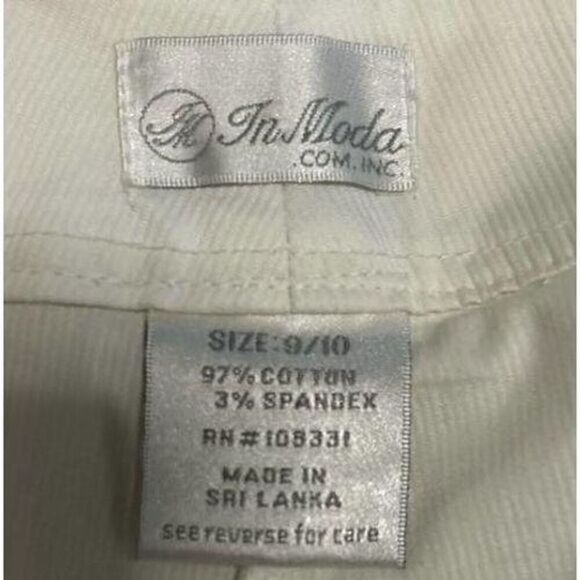 IM In Moda
.COM.INC.
SIZE:9/10
97% COTTON
3% SPANDEX
RN#108331
MADE IN
SRI LANKA
see reverse for care